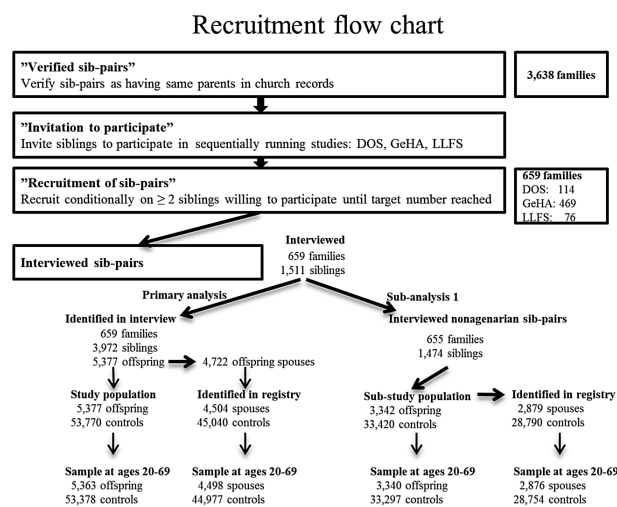 Recruitment flow chart
”Verified sib-pairs”
Verify sib-pairs as having same parents in church records
3,638 families
”Invitation to participate”
Invite siblings to participate in sequentially running studies: DOS, GeHA, LLFS
”Recruitment of sib-pairs”
Recruit conditionally on ≥ 2 siblings willing to participate until target number reached
659 families
DOS: 114
GeHA: 469
LLFS: 76
Interviewed sib-pairs
Interviewed
659 families
1,511 siblings
Primary analysis
Sub-analysis 1
Identified in interview
659 families
3,972 siblings
5,377 offspring
4,722 offspring spouses
Interviewed nonagenarian sib-pairs
655 families
1,474 siblings
Study population
5,377 offspring
53,770 controls
Identified in registry
4,504 spouses
45,040 controls
Sub-study population
3,342 offspring
33,420 controls
Identified in registry
2,879 spouses
28,790 controls
Sample at ages 20-69
5,363 offspring
53,378 controls
Sample at ages 20-69
4,498 spouses
44,977 controls
Sample at ages 20-69
3,340 offspring
33,297 controls
Sample at ages 20-69
2,876 spouses
28,754 controls